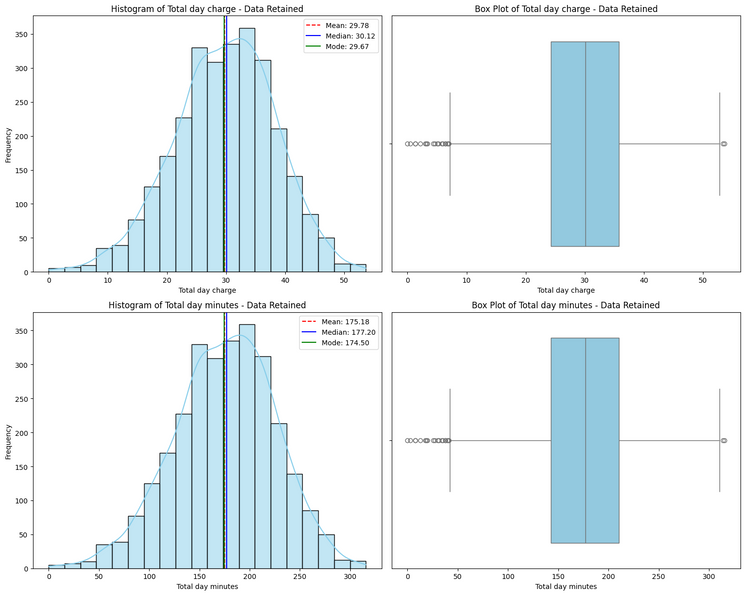 Histogram of Total day charge - Data Retained
Mean: 29.78
Median: 30.12
Mode: 29.67
Frequency
350
300
250
200
150
100
50
0
0 10 20 30 40 50
Total day charge
Box Plot of Total day charge - Data Retained
0 10 20 30 40 50
Total day charge
Histogram of Total day minutes - Data Retained
Mean: 175.18
Median: 177.20
Mode: 174.50
Frequency
350
300
250
200
150
100
50
0
0 50 100 150 200 250 300
Total day minutes
Box Plot of Total day minutes - Data Retained
0 50 100 150 200 250 300
Total day minutes